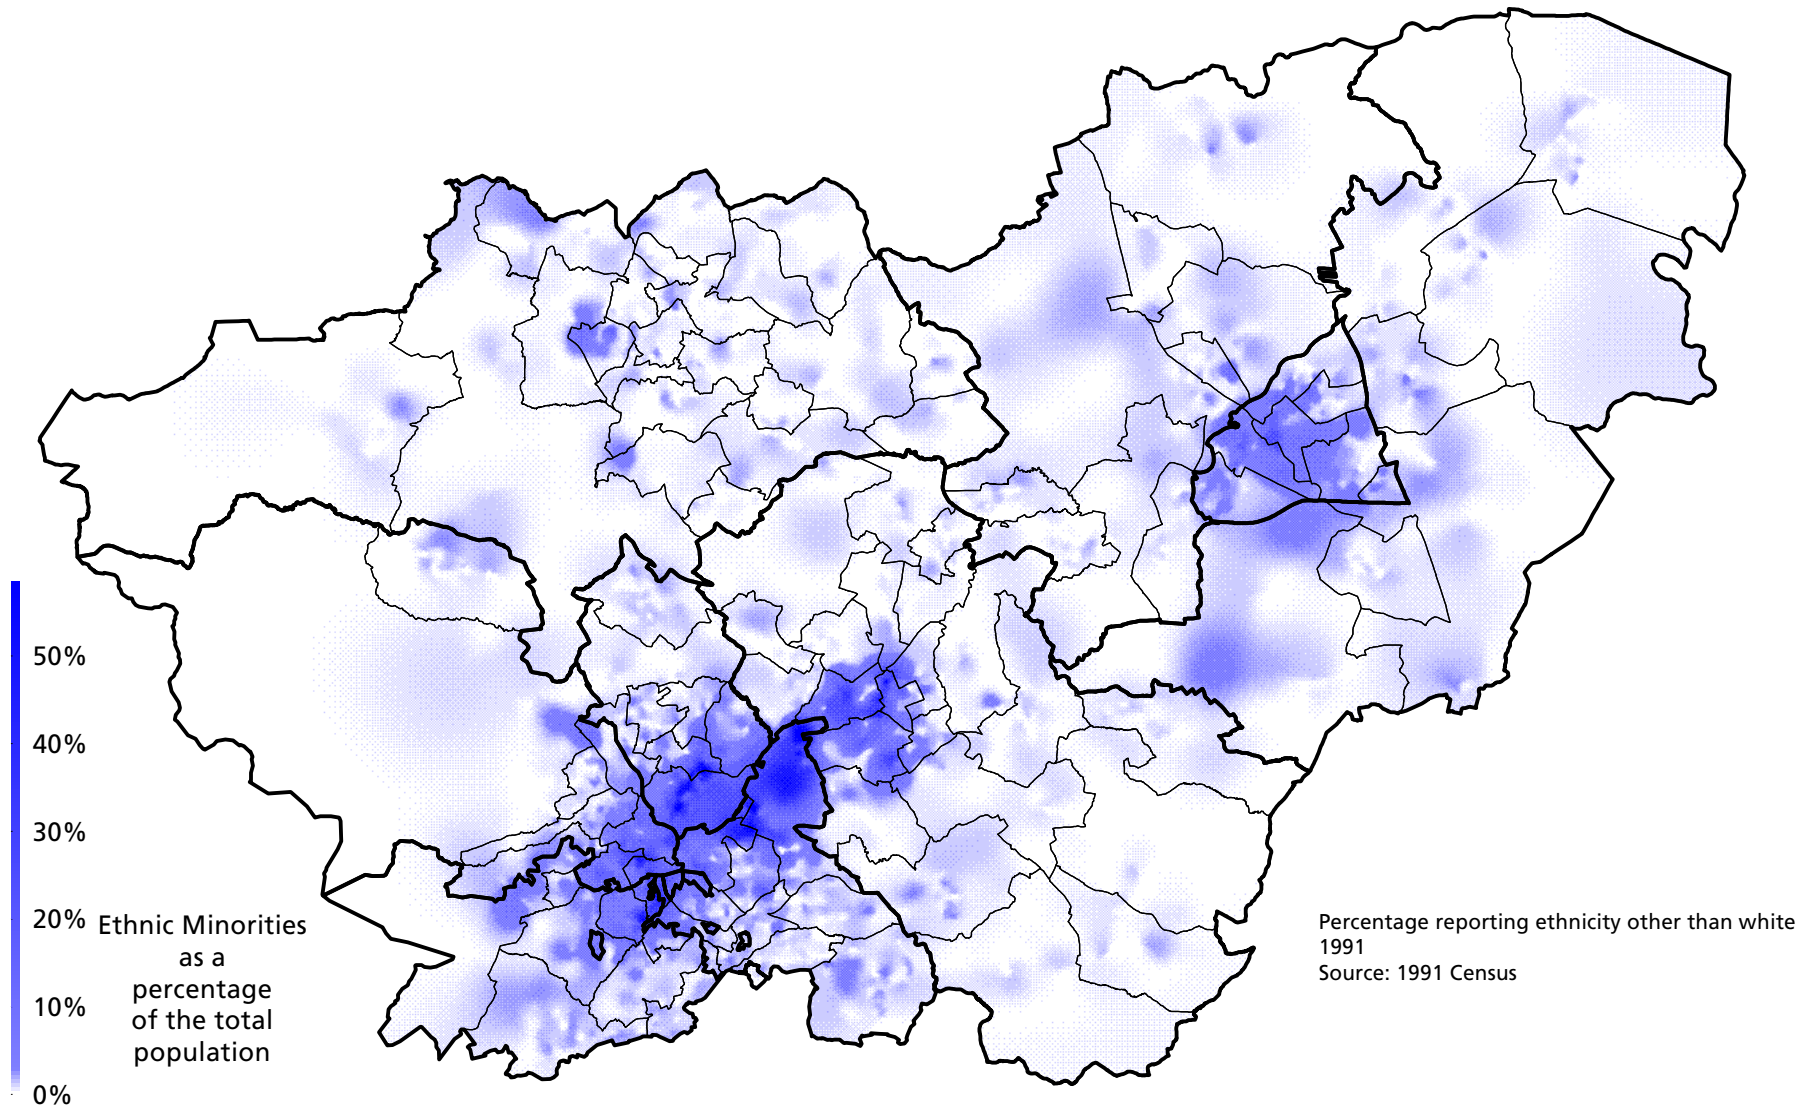 50%
40%
30%
20%
10%
0%
Ethnic Minorities
as a
percentage
of the total
population
Percentage reporting ethnicity other than white
1991
Source: 1991 Census